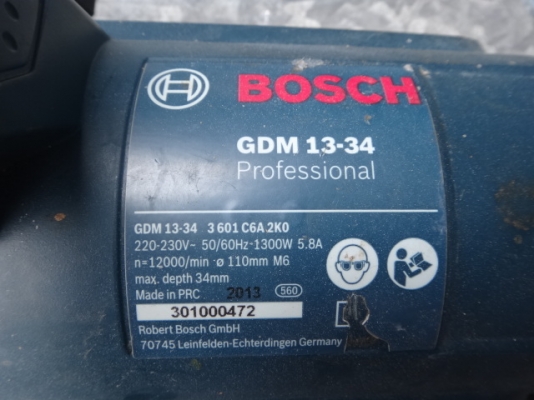 BOSCH
GDM 13-34
Professional
GDM 13-34 3 601 C6A 2K0
220-230V~ 50/60Hz-1300W 5.8A
n=12000/min -ø 110mm M6
max. depth 34mm
Made in PRC 2013 560
301000472
Robert Bosch GmbH
70745 Leinfelden-Echterdingen Germany